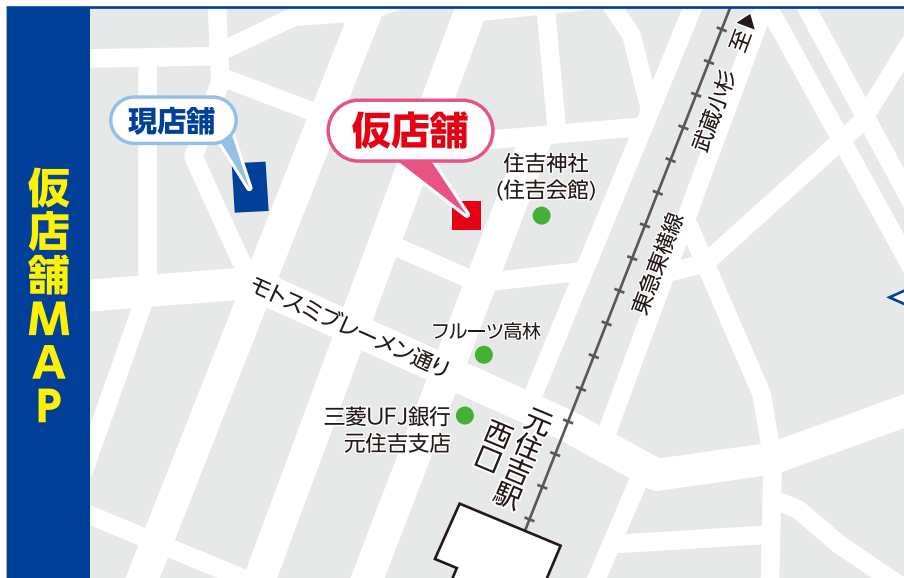 仮店舗MAP
現店舗
仮店舗
住吉神社
(住吉会館)
至
武蔵小杉
東急東横線
モトスミブレーメン通り
フルーツ高林
三菱UFJ銀行
元住吉支店
元住吉駅
西口